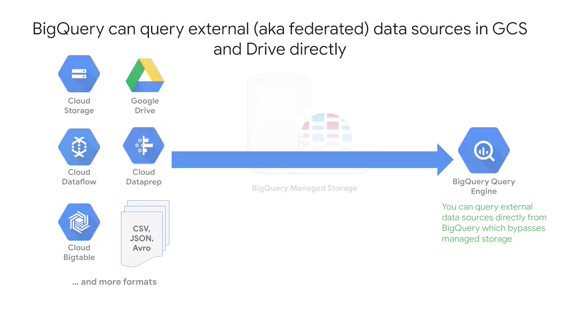 BigQuery can query external (aka federated) data sources in GCS
and Drive directly
Cloud
Storage
Google
Drive
Cloud
Dataflow
Cloud
Dataprep
BigQuery Managed Storage
BigQuery Query
Engine
You can query external
data sources directly from
BigQuery which bypasses
managed storage
Cloud
Bigtable
CSV,
JSON,
Avro
... and more formats